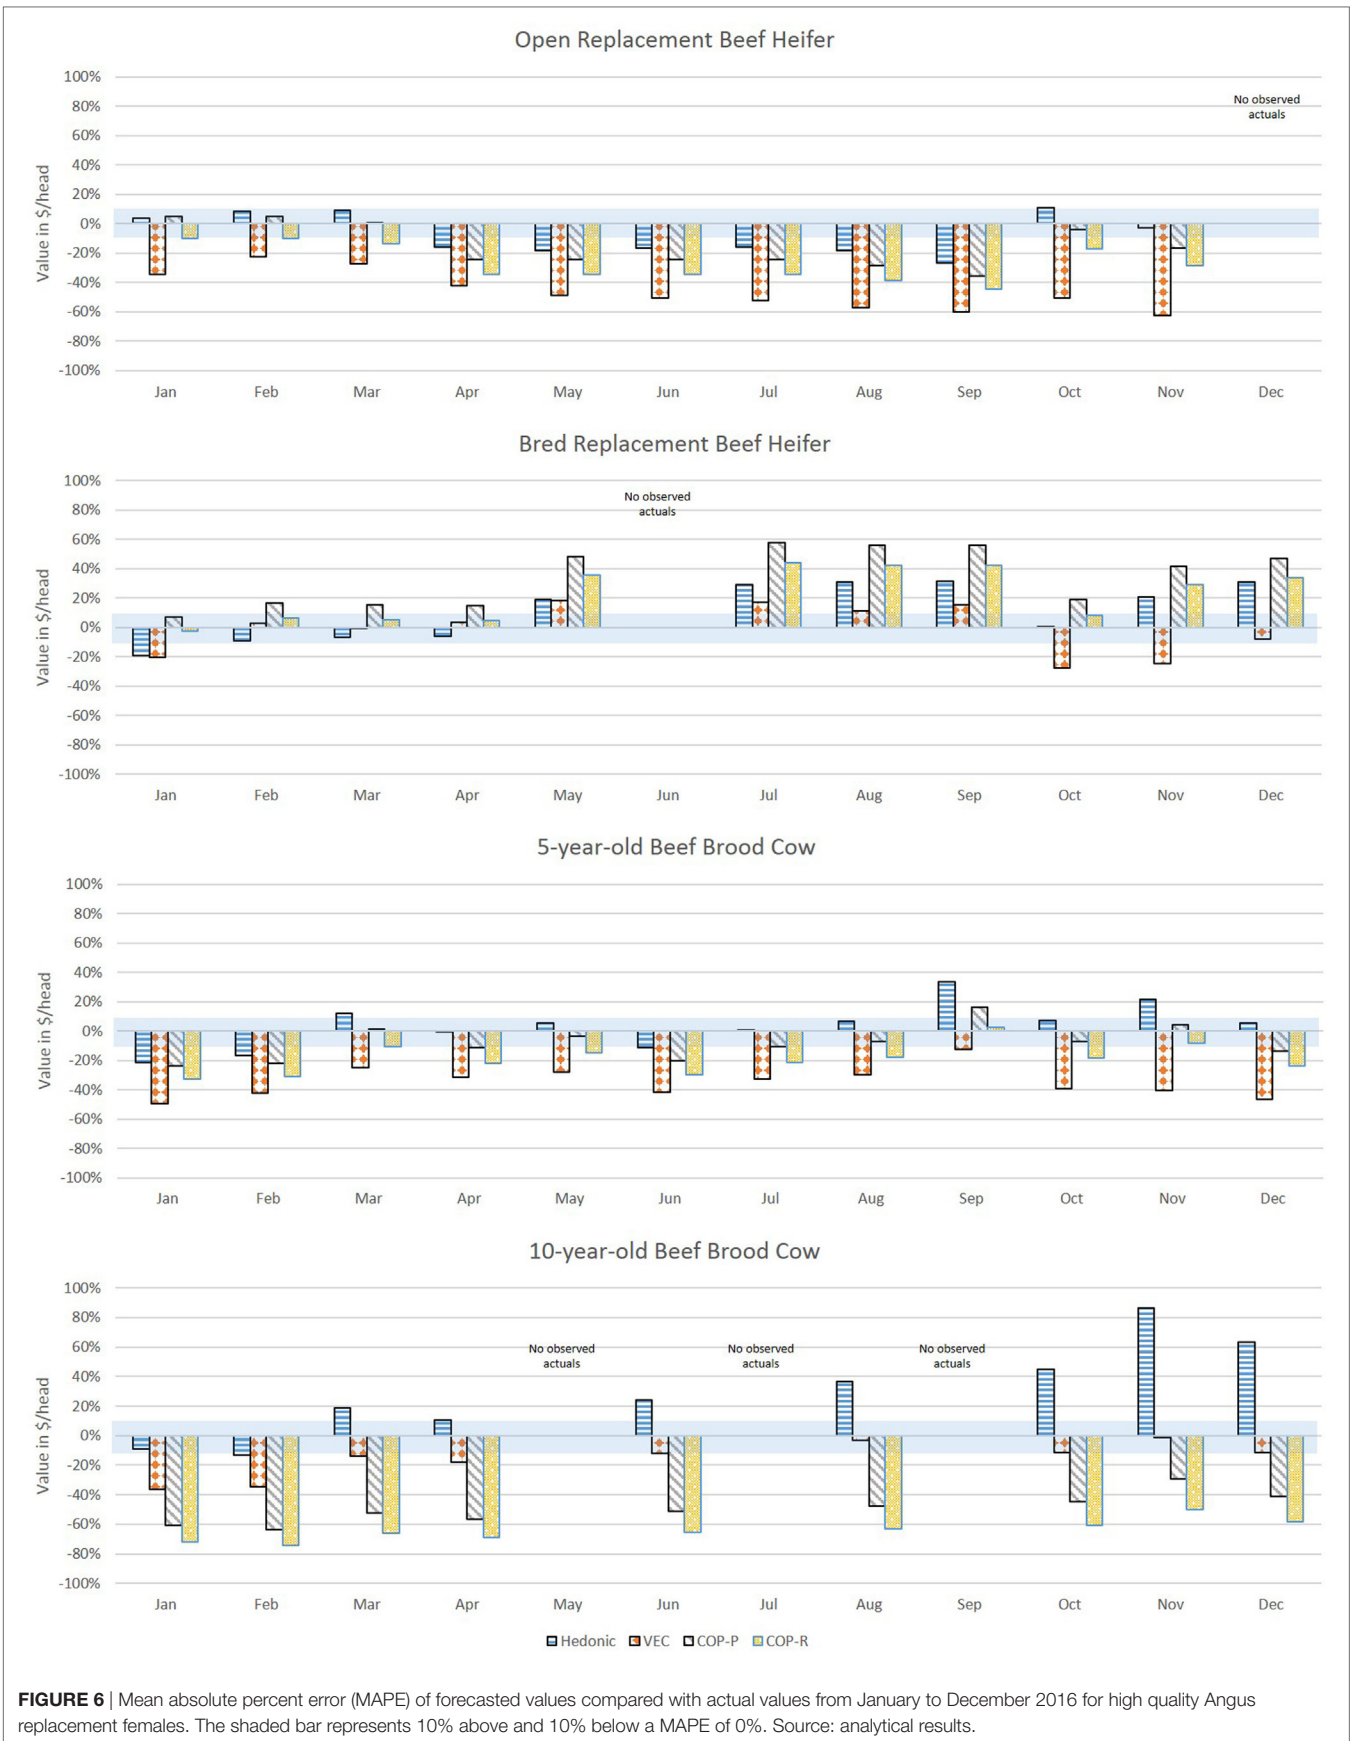 Open Replacement Beef Heifer
100%
80%
60%
40%
20%
0%
-20%
-40%
-60%
-80%
-100%
Value in $/head
No observed
actuals
Jan Feb Mar Apr May Jun Jul Aug Sep Oct Nov Dec
Bred Replacement Beef Heifer
100%
80%
60%
40%
20%
0%
-20%
-40%
-60%
-80%
-100%
Value in $/head
No observed
actuals
Jan Feb Mar Apr May Jun Jul Aug Sep Oct Nov Dec
5-year-old Beef Brood Cow
100%
80%
60%
40%
20%
0%
-20%
-40%
-60%
-80%
-100%
Value in $/head
Jan Feb Mar Apr May Jun Jul Aug Sep Oct Nov Dec
10-year-old Beef Brood Cow
100%
80%
60%
40%
20%
0%
-20%
-40%
-60%
-80%
-100%
Value in $/head
No observed
actuals
No observed
actuals
No observed
actuals
Jan Feb Mar Apr May Jun Jul Aug Sep Oct Nov Dec
Hedonic VEC COP-P COP-R
FIGURE 6 | Mean absolute percent error (MAPE) of forecasted values compared with actual values from January to December 2016 for high quality Angus
replacement females. The shaded bar represents 10% above and 10% below a MAPE of 0%. Source: analytical results.